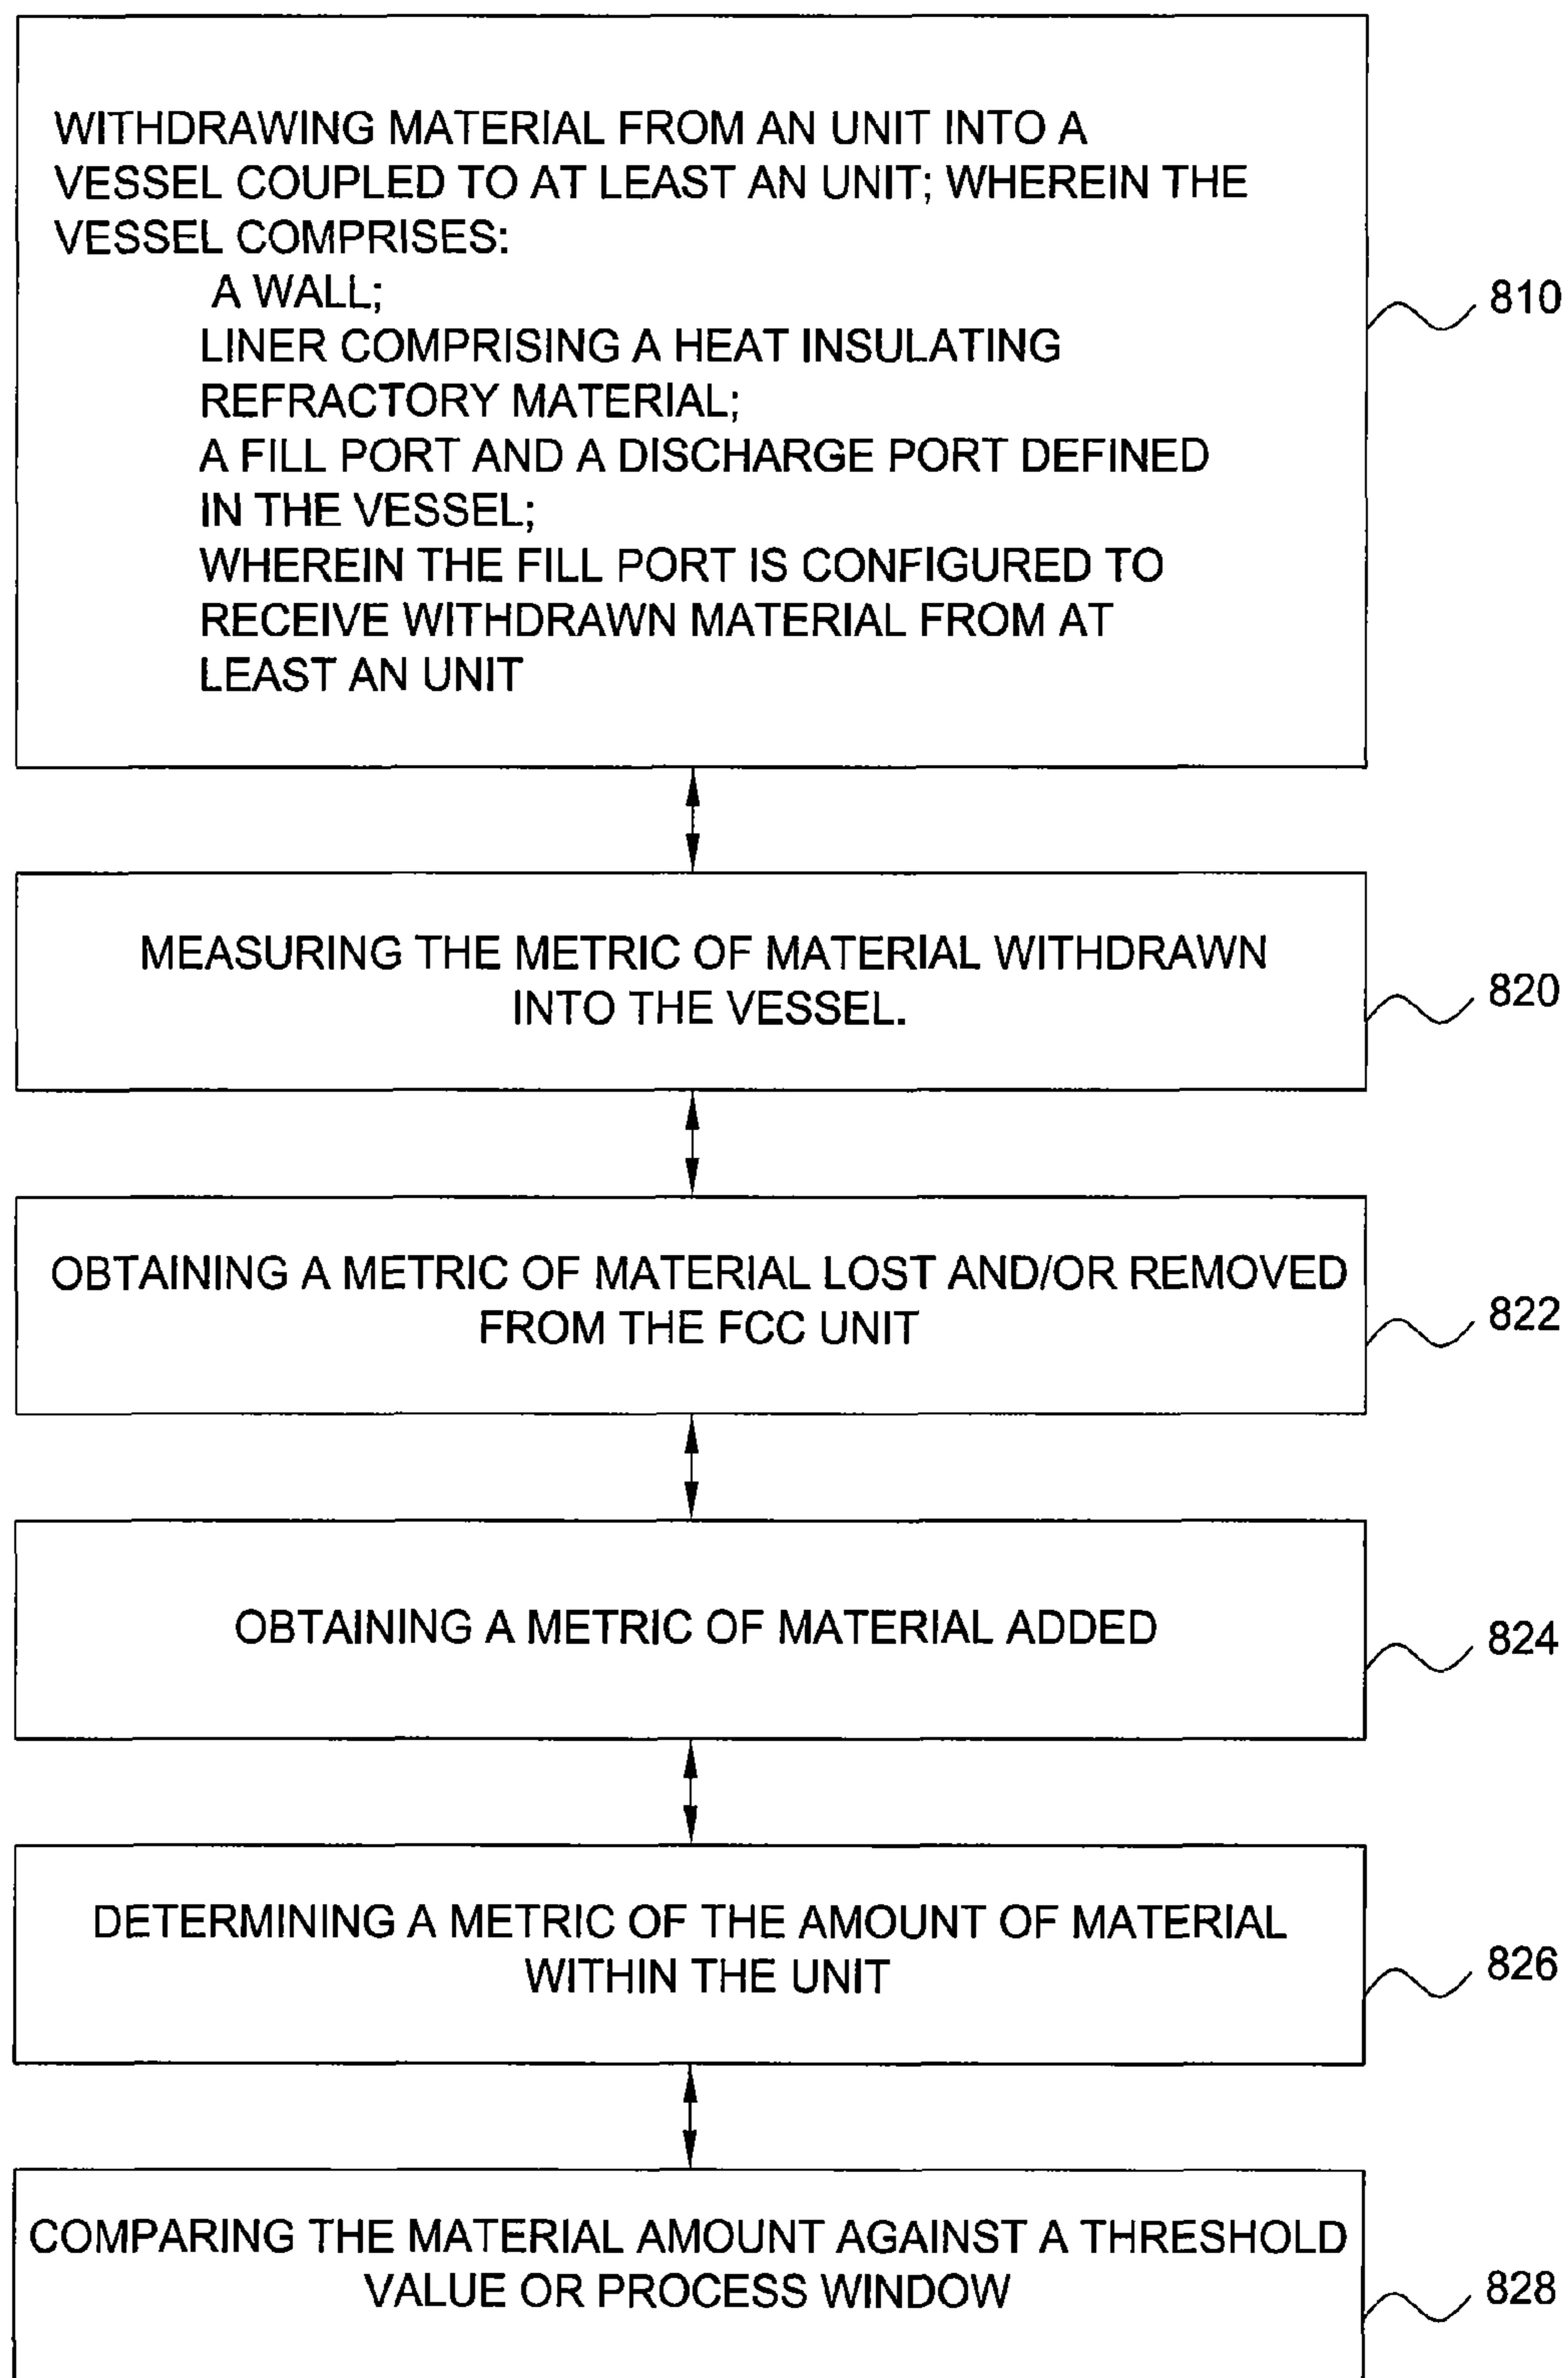 WITHDRAWING MATERIAL FROM AN UNIT INTO A
VESSEL COUPLED TO AT LEAST AN UNIT; WHEREIN THE
VESSEL COMPRISES:
A WALL;
LINER COMPRISING A HEAT INSULATING
REFRACTORY MATERIAL;
A FILL PORT AND A DISCHARGE PORT DEFINED
IN THE VESSEL;
WHEREIN THE FILL PORT IS CONFIGURED TO
RECEIVE WITHDRAWN MATERIAL FROM AT
LEAST AN UNIT
810
MEASURING THE METRIC OF MATERIAL WITHDRAWN
INTO THE VESSEL.
820
OBTAINING A METRIC OF MATERIAL LOST AND/OR REMOVED
FROM THE FCC UNIT
822
OBTAINING A METRIC OF MATERIAL ADDED
824
DETERMINING A METRIC OF THE AMOUNT OF MATERIAL
WITHIN THE UNIT
826
COMPARING THE MATERIAL AMOUNT AGAINST A THRESHOLD
VALUE OR PROCESS WINDOW
828